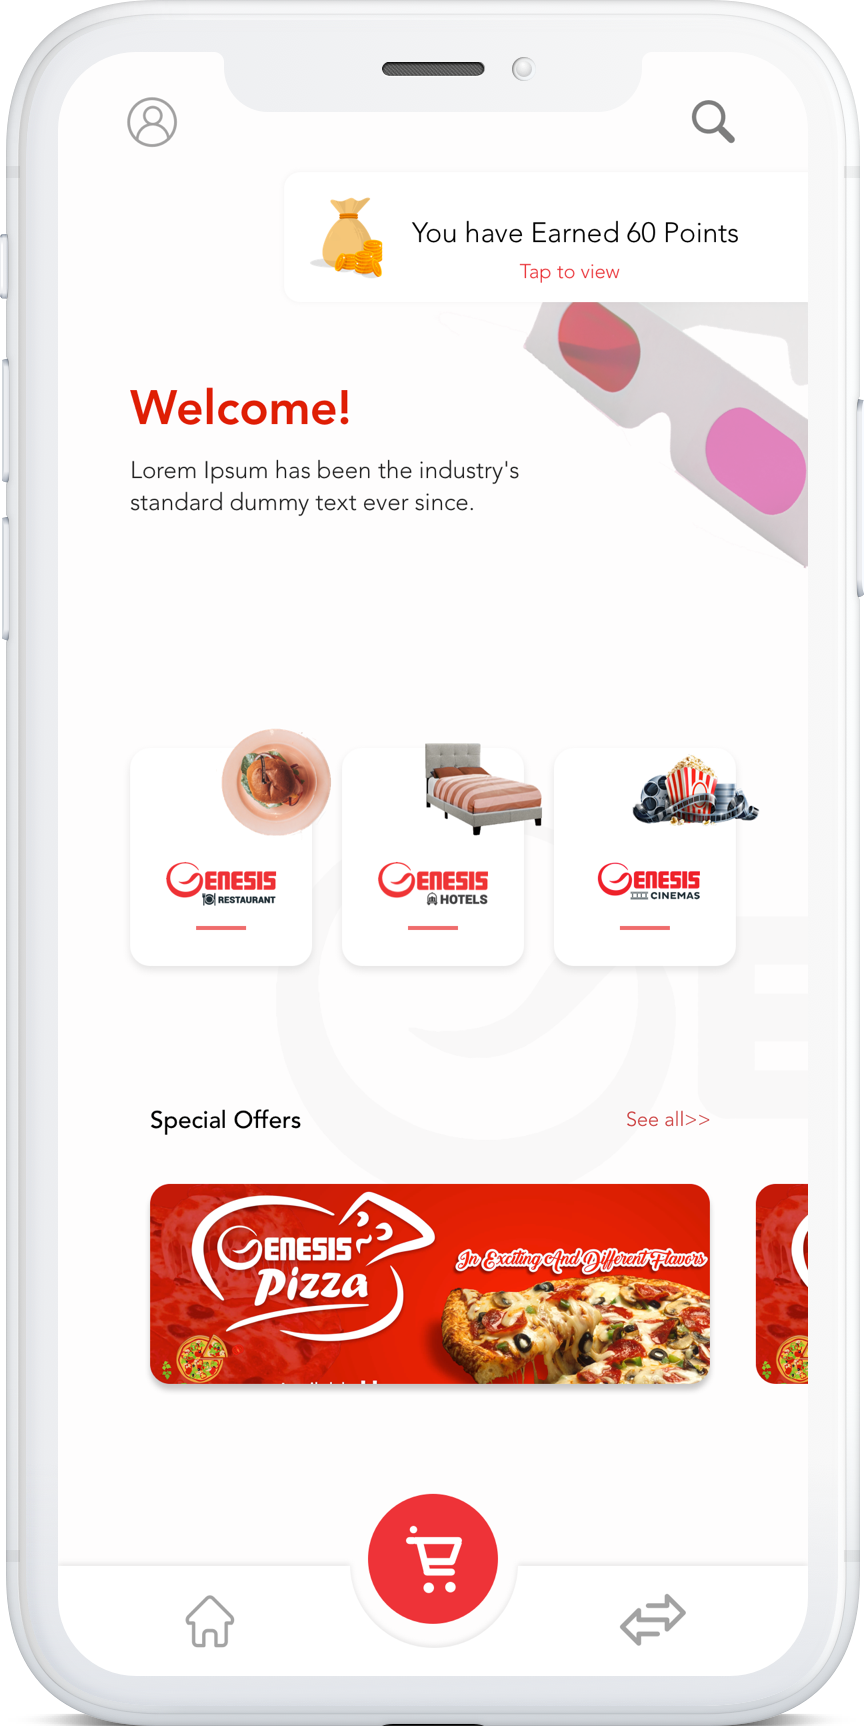 You have Earned 60 Points
Tap to view
Welcome!
Lorem Ipsum has been the industry's
standard dummy text ever since.
GENESIS
RESTAURANT
GENESIS
HOTELS
GENESIS
CINEMAS
Special Offers
See all>>
GENESIS
Pizza
In Exciting And Different Flavors